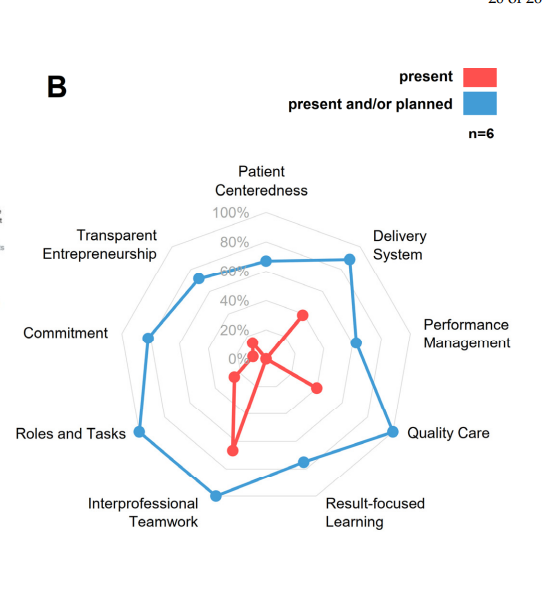 B
present
present and/or planned
n=6
Patient
Centeredness
100%
80%
60%
40%
20%
0%
Delivery
System
Performance
Management
Quality Care
Result-focused
Learning
Interprofessional
Teamwork
Roles and Tasks
Commitment
Transparent
Entrepreneurship